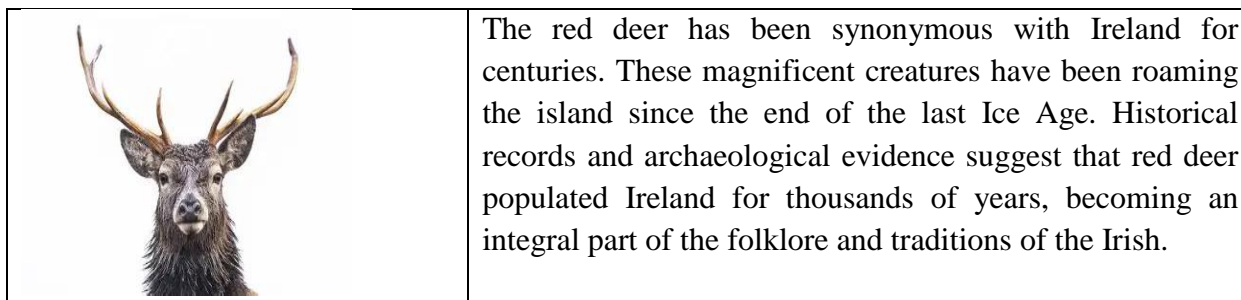 The red deer has been synonymous with Ireland for
centuries. These magnificent creatures have been roaming
the island since the end of the last Ice Age. Historical
records and archaeological evidence suggest that red deer
populated Ireland for thousands of years, becoming an
integral part of the folklore and traditions of the Irish.